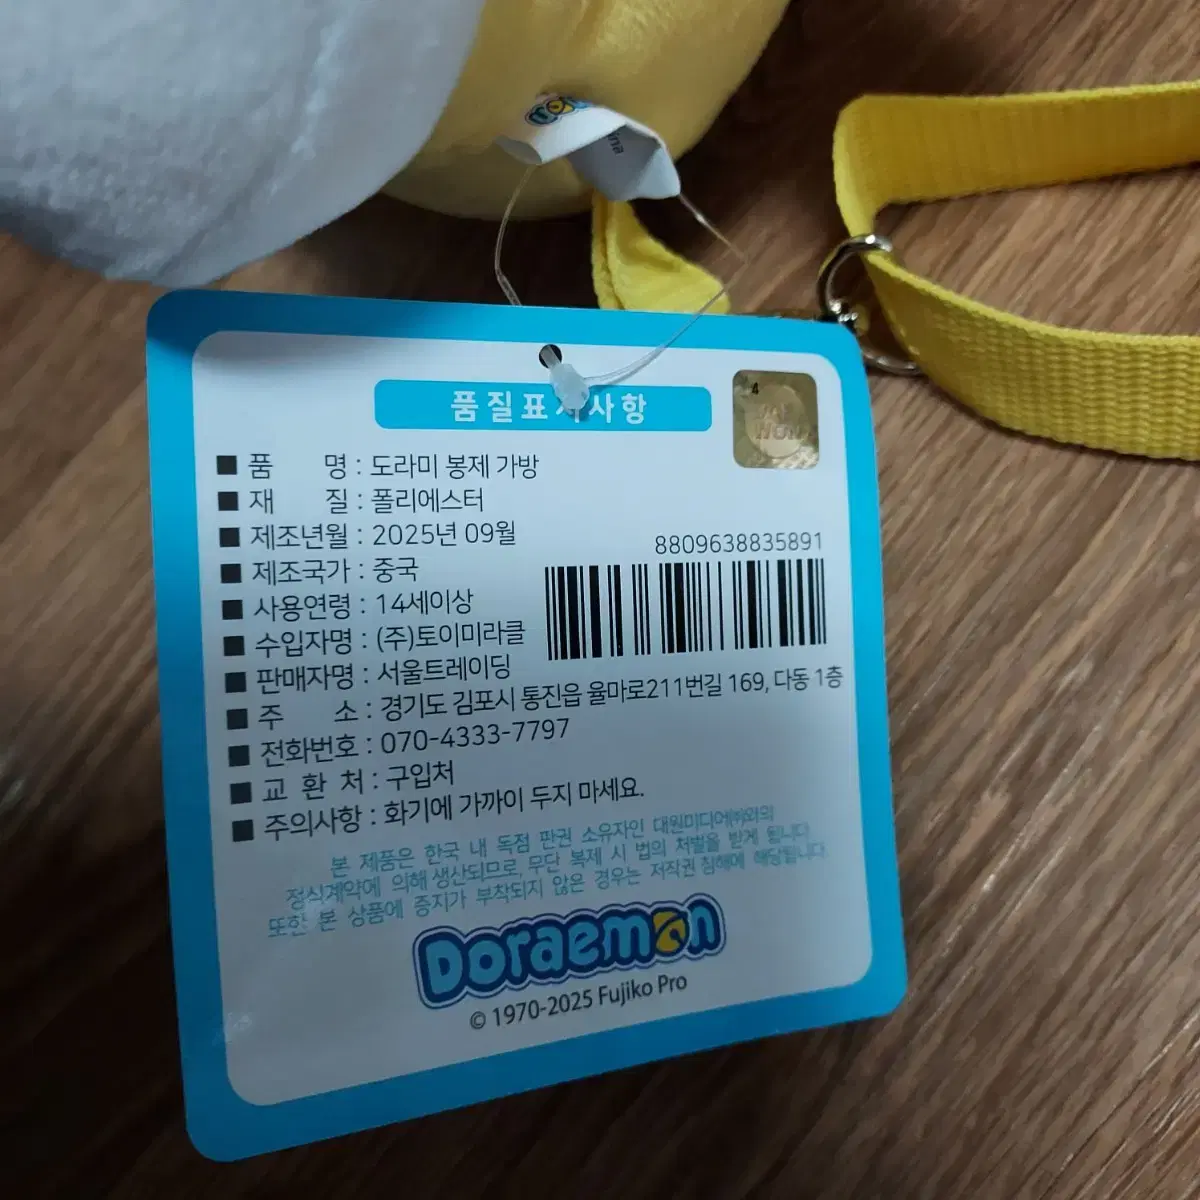 ina
품질표시사항
4
■ 품 명 : 도라미 봉제 가방
■ 재 질 : 폴리에스터
■ 제조년월 : 2025년 09월
8809638835891
■ 제조국가 : 중국
■ 사용연령 : 14세이상
■ 수입자명 : (주)토이미라클
■ 판매자명 : 서울트레이딩
■ 주 소 : 경기도 김포시 통진읍 율마로211번길 169, 다동 1층
■ 전화번호 : 070-4333-7797
■ 교 환 처 : 구입처
■ 주의사항 : 화기에 가까이 두지 마세요.
본 제품은 한국 내 독점 판권 소유자인 대원미디어㈜와의
정식계약에 의해 생산되므로, 무단 복제 시 법의 처벌을 받게 됩니다.
또한 본 상품에 증지가 부착되지 않은 경우는 저작권 침해에 해당됩니다.
Doraemon
© 1970-2025 Fujiko Pro